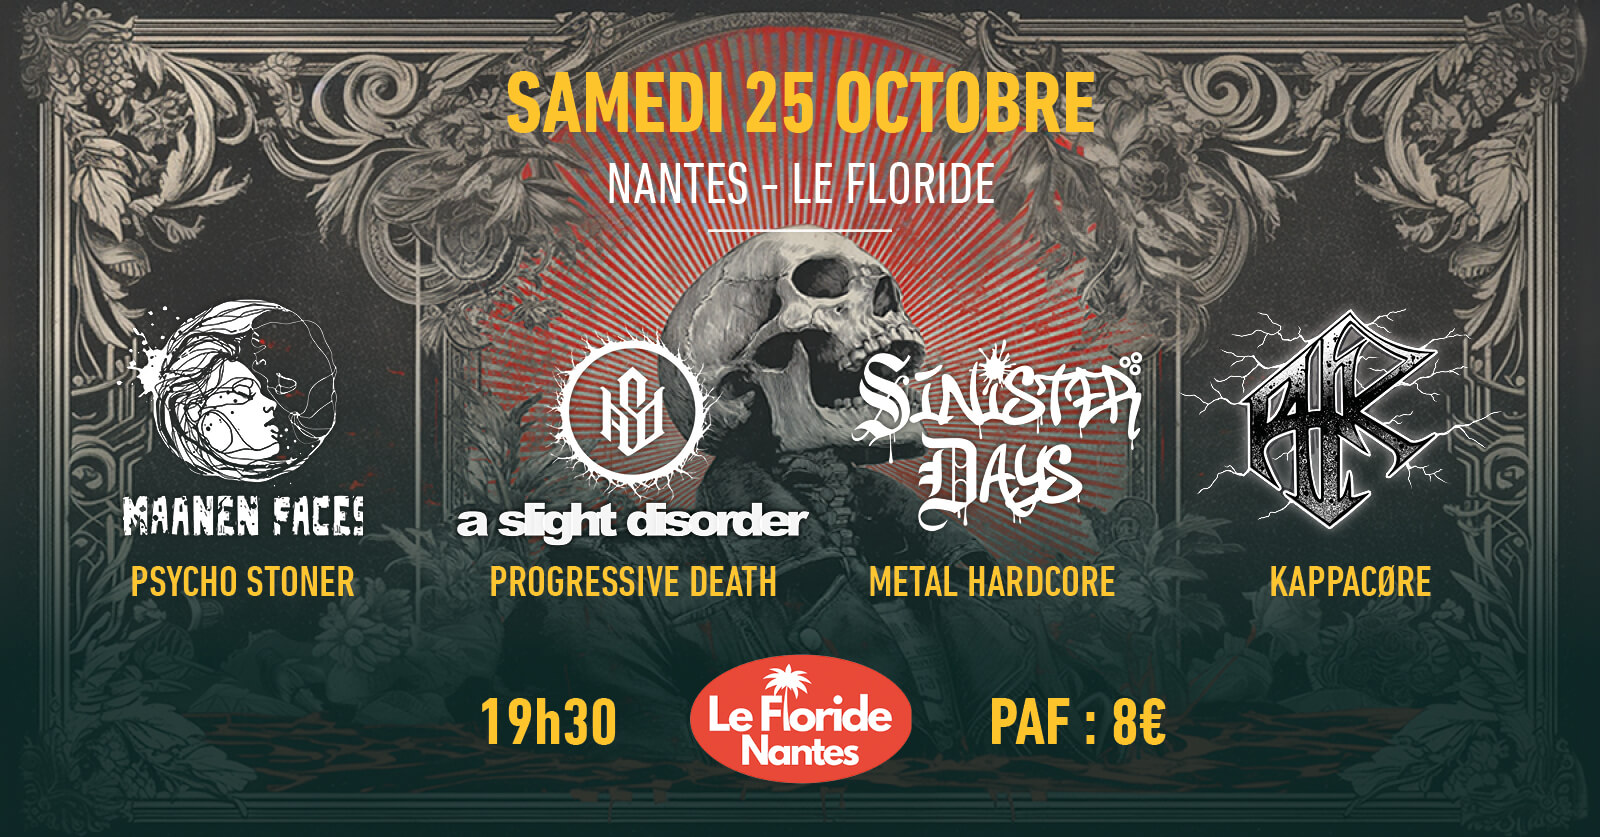 SAMEDI 25 OCTOBRE
NANTES - LE FLORIDE
MAANEN FACES
PSYCHO STONER
a slight disorder
PROGRESSIVE DEATH
SINISTER
DAYS
METAL HARDCORE
KAPPACØRE
19h30
Le Floride
Nantes
PAF : 8€